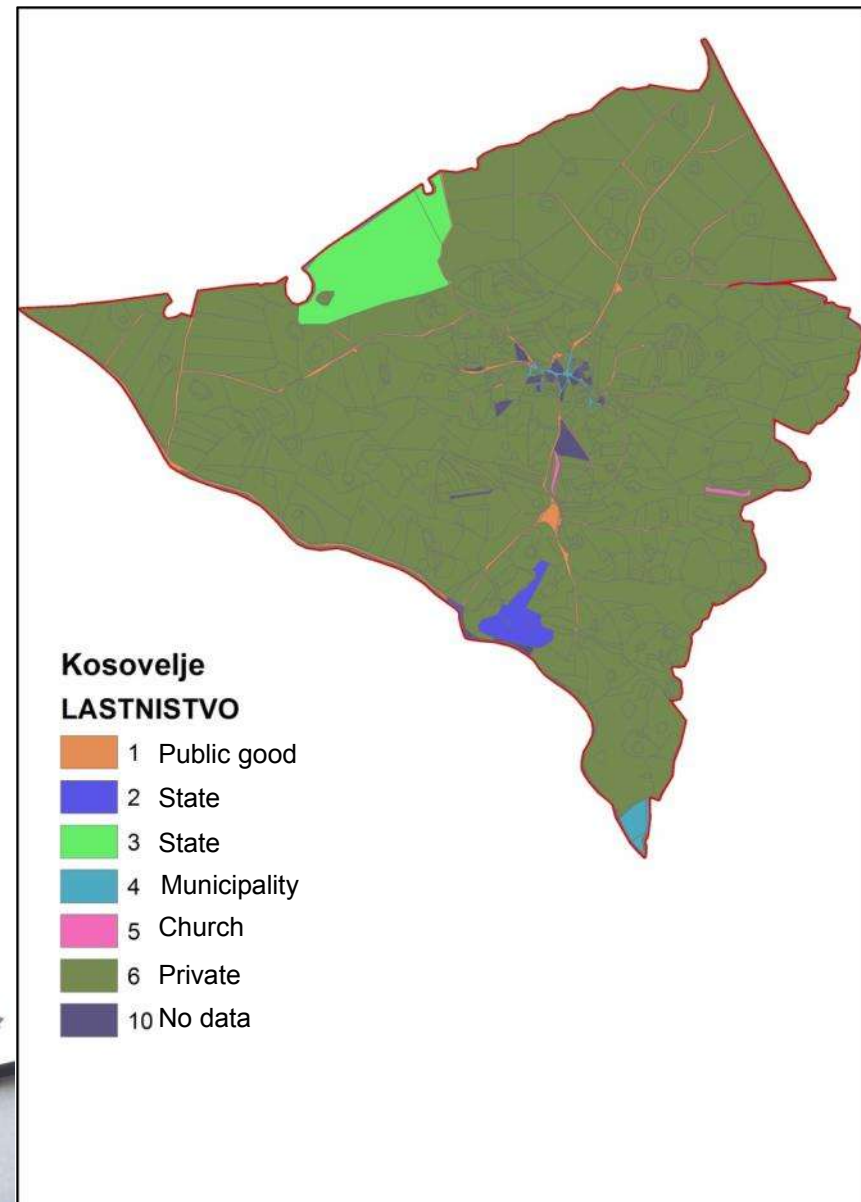 Kosovelje
LASTNISTVO
1 Public good
2 State
3 State
4 Municipality
5 Church
6 Private
10 No data